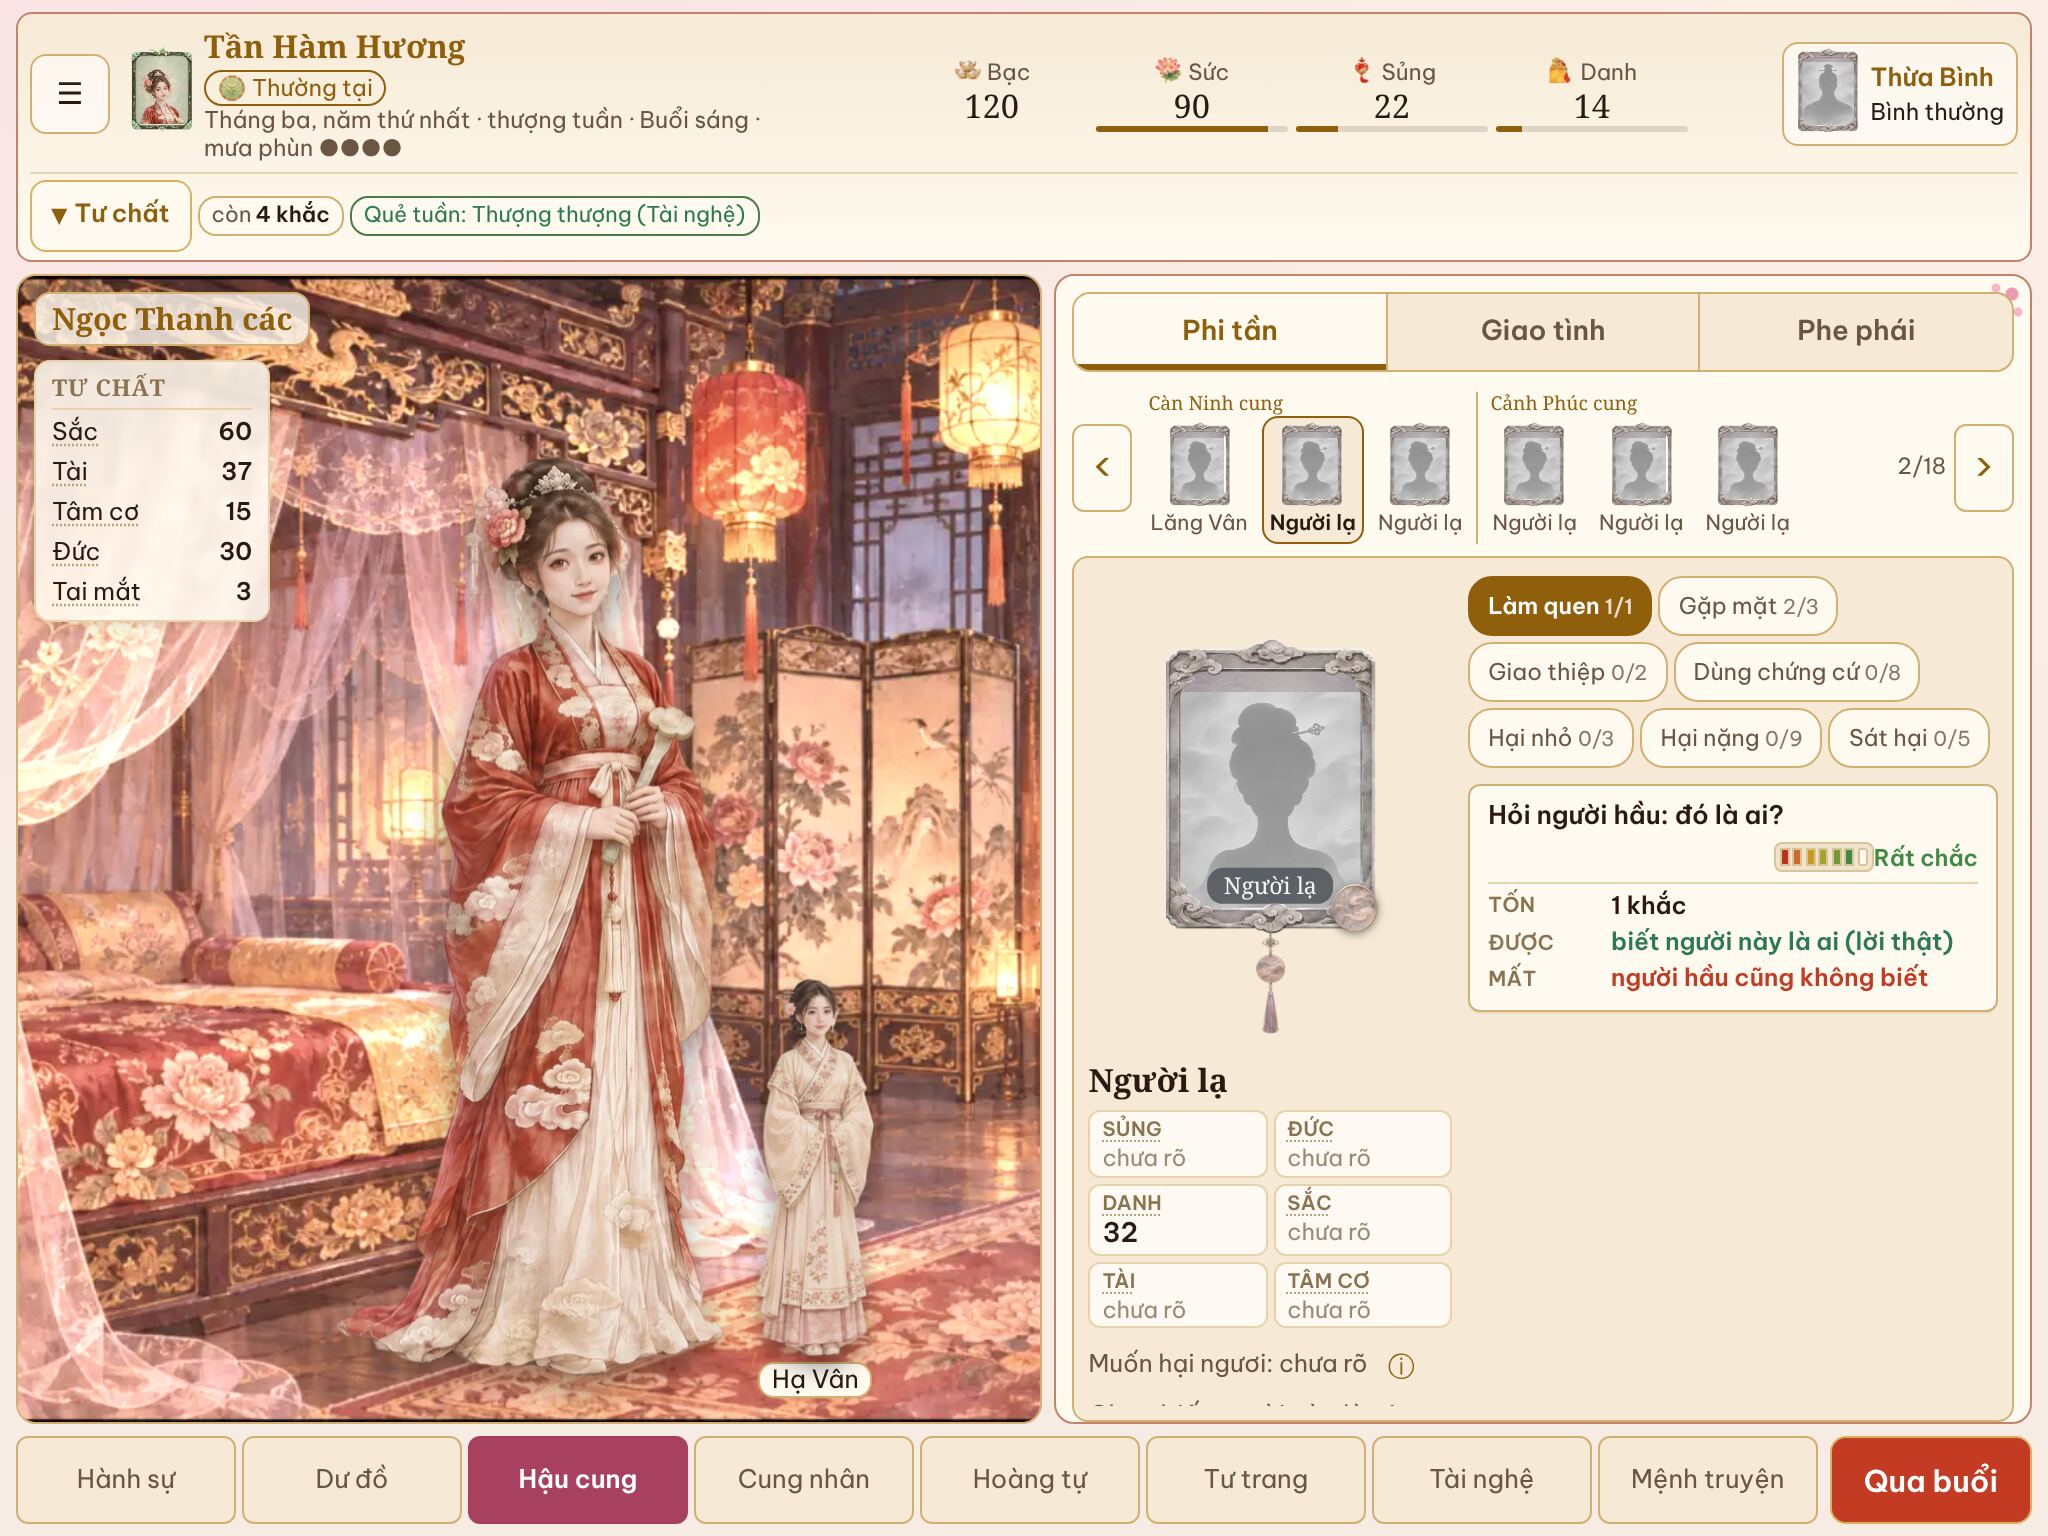 ☰
Tần Hàm Hương
Thường tại
Tháng ba, năm thứ nhất · thượng tuần · Buổi sáng ·
mưa phùn ●●●●
Bạc
120
Sức
90
Sủng
22
Danh
14
Thừa Bình
Bình thường
▼ Tư chất
còn 4 khắc
Quẻ tuần: Thượng thượng (Tài nghệ)
Ngọc Thanh các
TƯ CHẤT
Sắc 60
Tài 37
Tâm cơ 15
Đức 30
Tai mắt 3
Hạ Vân
Phi tần
Giao tình
Phe phái
Càn Ninh cung
Cảnh Phúc cung
‹
Lăng Vân
Người lạ
Người lạ
Người lạ
Người lạ
Người lạ
2/18
›
Người lạ
Làm quen 1/1
Gặp mặt 2/3
Giao thiệp 0/2
Dùng chứng cứ 0/8
Hại nhỏ 0/3
Hại nặng 0/9
Sát hại 0/5
Hỏi người hầu: đó là ai?
Rất chắc
TỐN 1 khắc
ĐƯỢC biết người này là ai (lời thật)
MẤT người hầu cũng không biết
Người lạ
SỦNG
chưa rõ
ĐỨC
chưa rõ
DANH
32
SẮC
chưa rõ
TÀI
chưa rõ
TÂM CƠ
chưa rõ
Muốn hại ngươi: chưa rõ ⓘ
Hành sự
Dư đồ
Hậu cung
Cung nhân
Hoàng tự
Tư trang
Tài nghệ
Mệnh truyện
Qua buổi